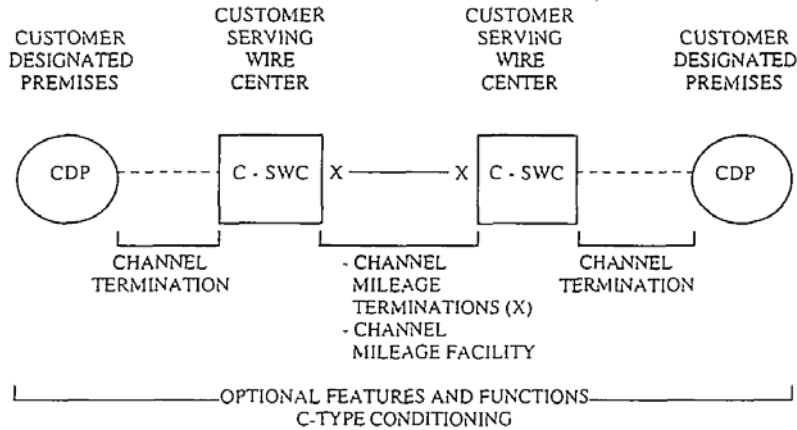 CUSTOMER
DESIGNATED
PREMISES
CUSTOMER
SERVING
WIRE
CENTER
CUSTOMER
SERVING
WIRE
CENTER
CUSTOMER
DESIGNATED
PREMISES
CDP
C - SWC
X
X
C - SWC
CDP
CHANNEL
TERMINATION
- CHANNEL
MILEAGE
TERMINATIONS (X)
- CHANNEL
MILEAGE FACILITY
CHANNEL
TERMINATION
OPTIONAL FEATURES AND FUNCTIONS
C-TYPE CONDITIONING